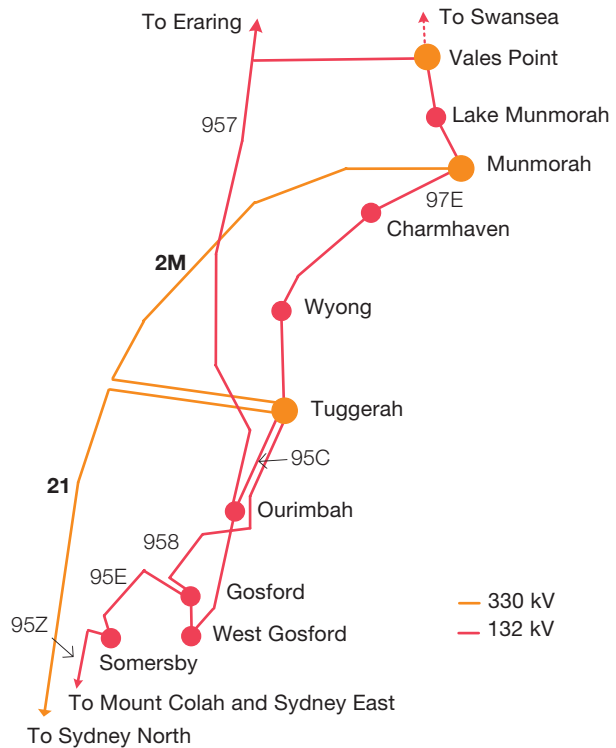 To Eraring
To Swansea
Vales Point
957
Lake Munmorah
Munmorah
97E
Charmhaven
2M
Wyong
Tuggerah
95C
21
Ourimbah
958
95E
Gosford
330 kV
95Z
West Gosford
132 kV
Somersby
To Mount Colah and Sydney East
To Sydney North